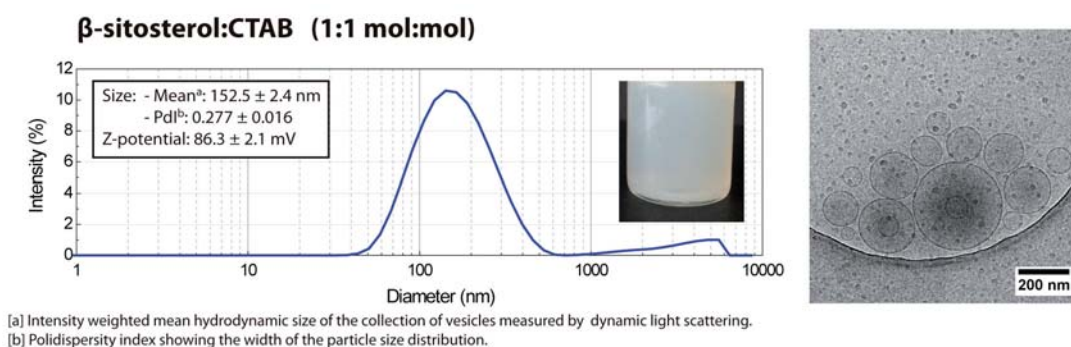 β-sitosterol:CTAB (1:1 mol:mol)
12
10
8
6
4
2
0
Intensity (%)
Size: - Meanᵃ: 152.5 ± 2.4 nm
- PdIᵇ: 0.277 ± 0.016
Z-potential: 86.3 ± 2.1 mV
1
10
100
1000
10000
Diameter (nm)
200 nm
[a] Intensity weighted mean hydrodynamic size of the collection of vesicles measured by dynamic light scattering.
[b] Polidispersity index showing the width of the particle size distribution.